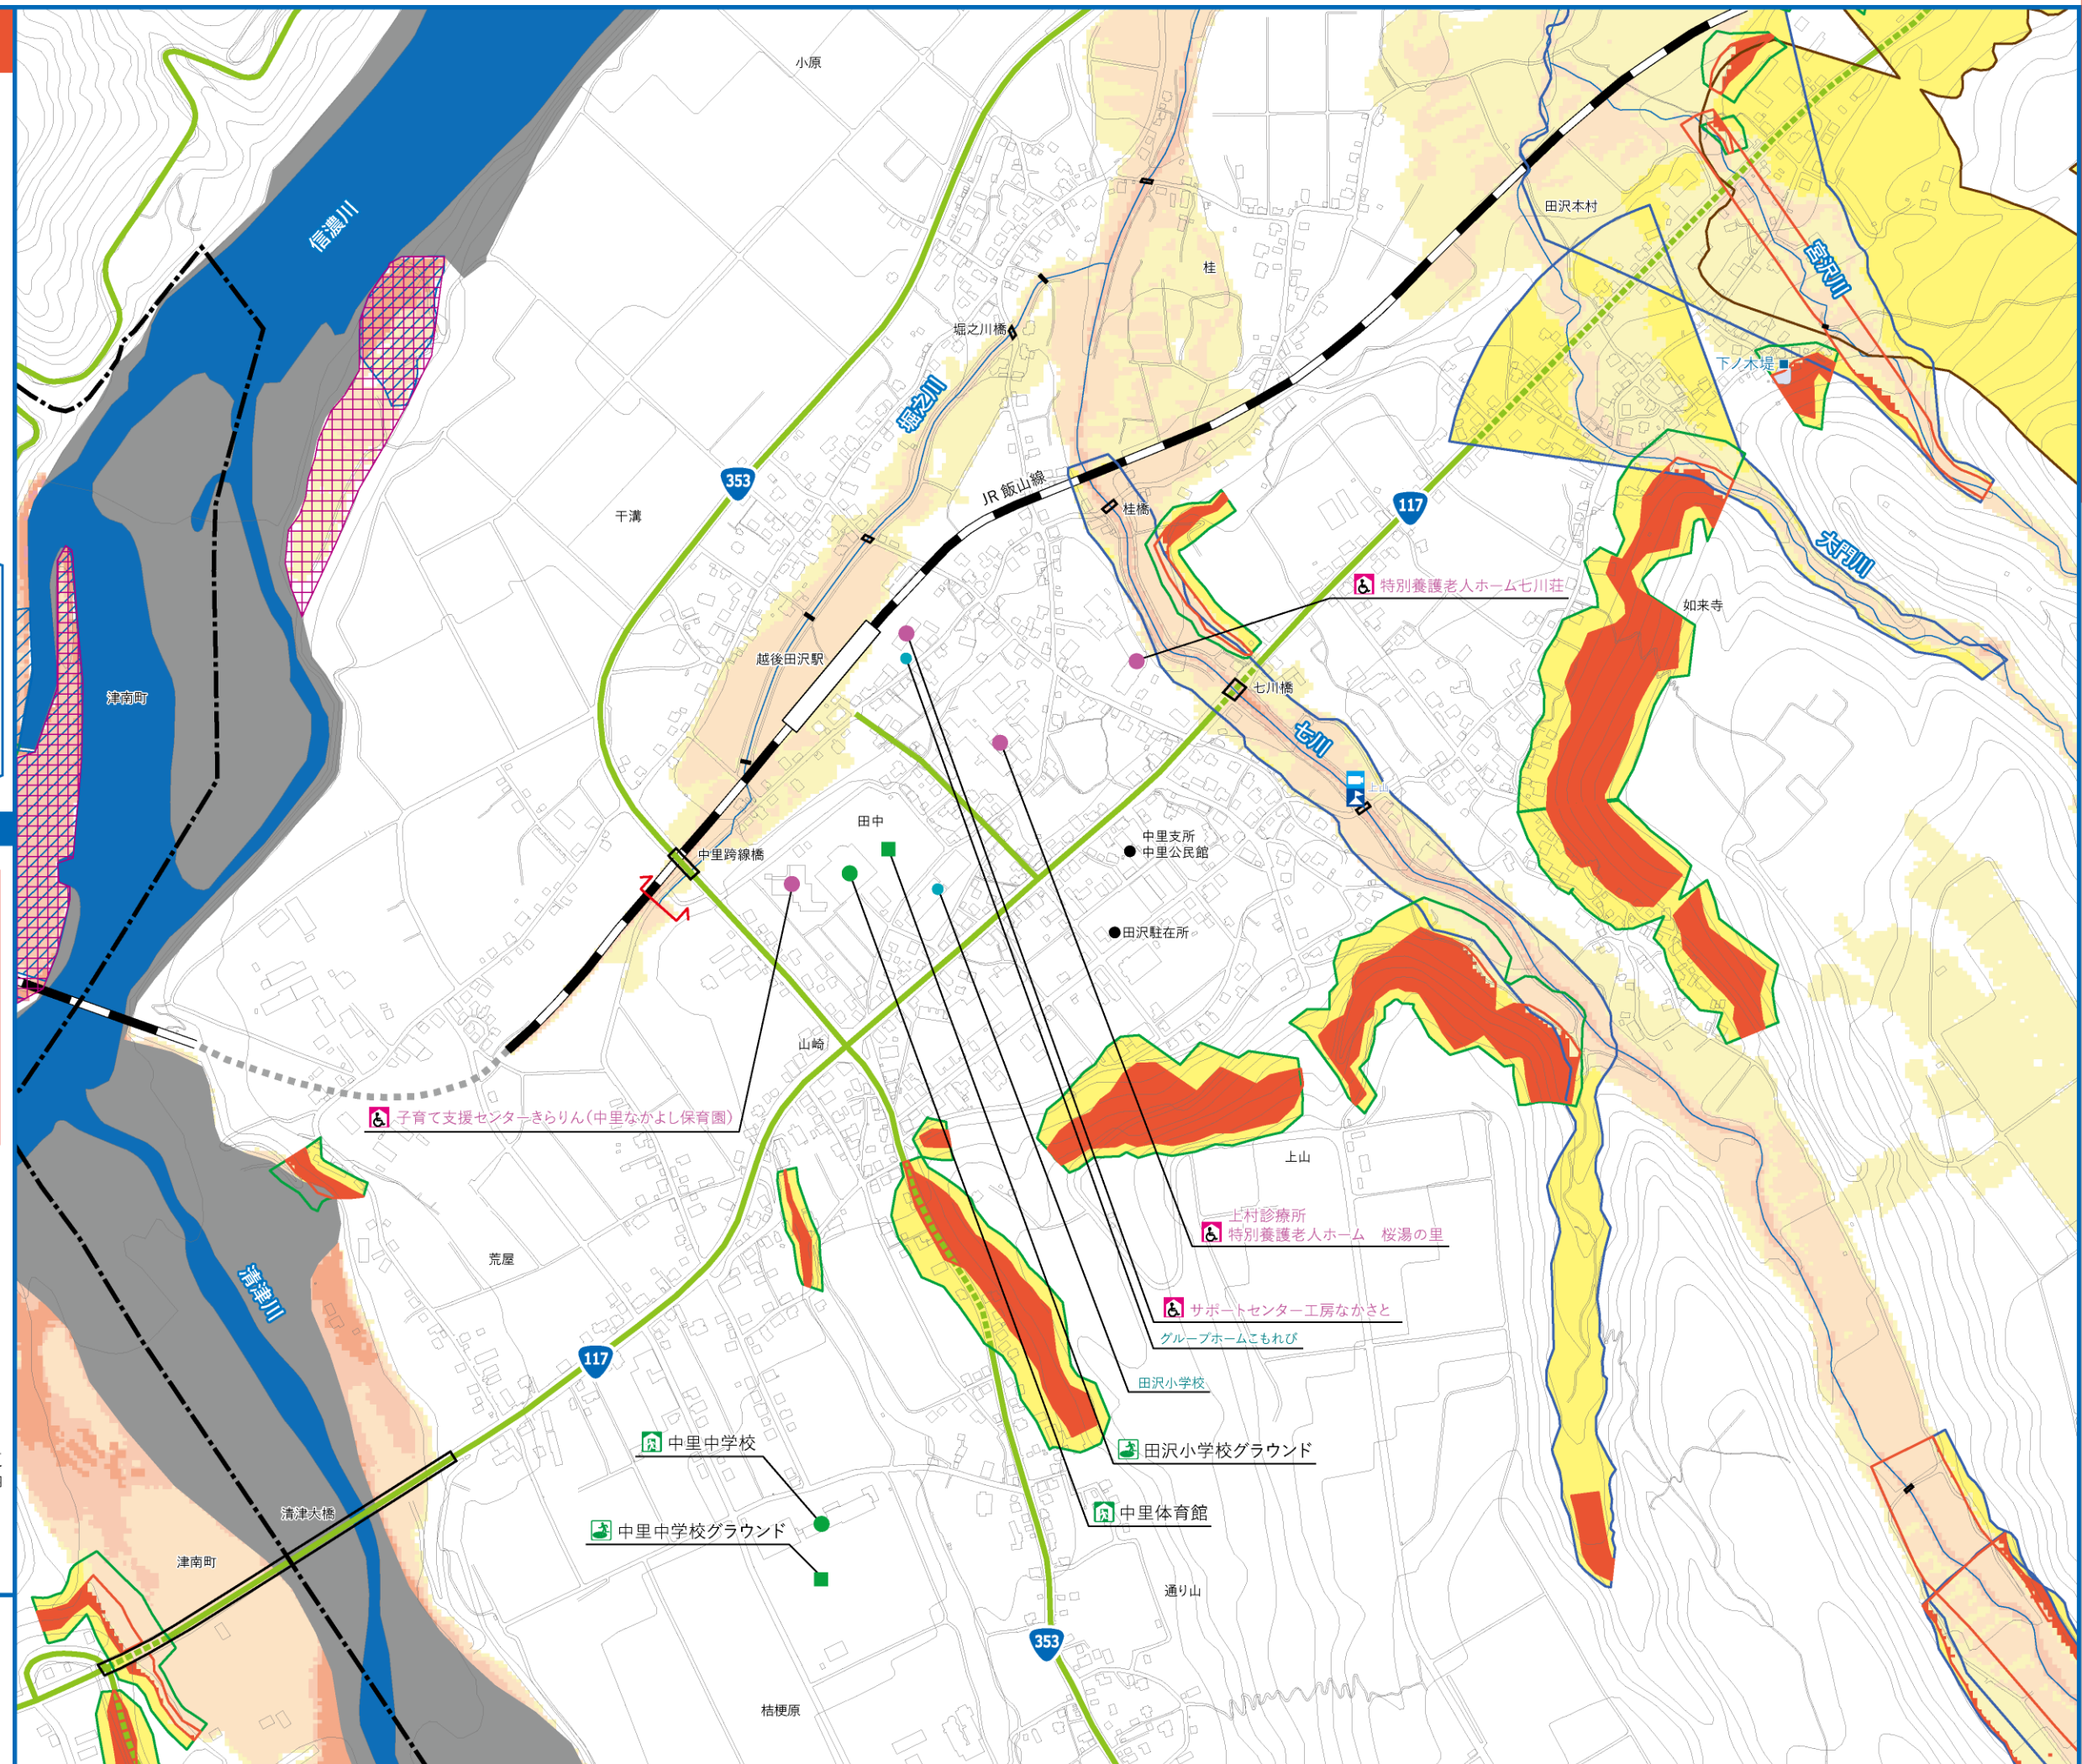 小原
信濃川
田沢本村
宮沢川
桂
堀之川橋
下ノ木堤
堀之川
353
JR 飯山線
117
桂橋
干溝
大門川
特別養護老人ホーム七川荘
如来寺
越後田沢駅
七川橋
津南町
七川
上山
田中
中里支所
中里公民館
中里跨線橋
田沢駐在所
山崎
子育て支援センターきらりん(中里なかよし保育園)
上山
上村診療所
特別養護老人ホーム 桜湯の里
荒屋
清津川
サポートセンター工房なかさと
グループホームこもれび
117
田沢小学校
中里中学校
田沢小学校グラウンド
清津大橋
中里体育館
中里中学校グラウンド
津南町
通り山
353
桔梗原